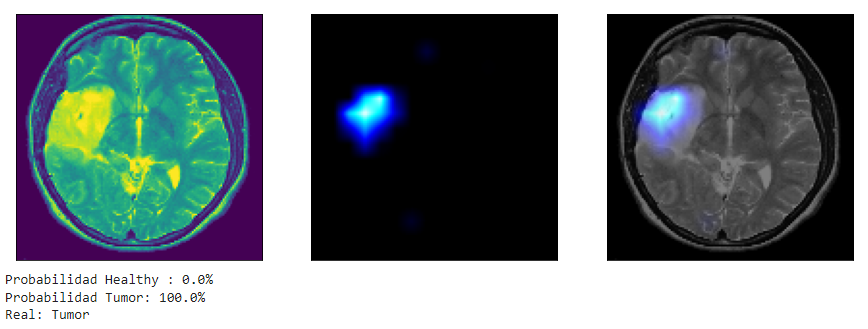 Probabilidad Healthy : 0.0%
Probabilidad Tumor: 100.0%
Real: Tumor